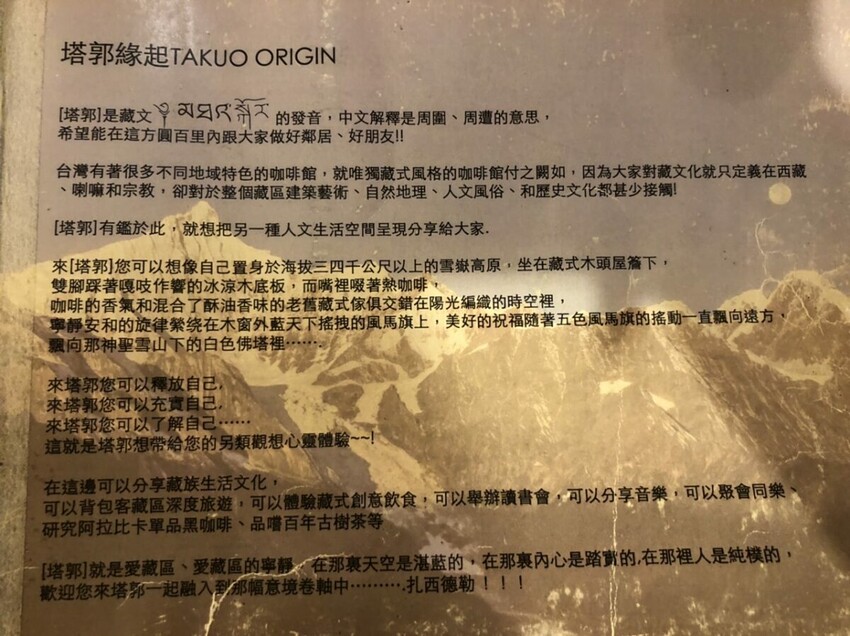 塔郭緣起TAKUO ORIGIN
[塔郭]是藏文 的發音，中文解釋是周圍、周遭的意思，
希望能在這方圓百里內跟大家做好鄰居、好朋友!!
台灣有著很多不同地域特色的咖啡館，就唯獨藏式風格的咖啡館付之闕如，因為大家對藏文化就只定義在西藏
、喇嘛和宗教，卻對於整個藏區建築藝術、自然地理、人文風俗、和歷史文化都甚少接觸!
[塔郭]有鑑於此，就想把另一種人文生活空間呈現分享給大家.
來[塔郭]您可以想像自己置身於海拔三四千公尺以上的雪嶽高原，坐在藏式木頭屋簷下，
雙腳踩著嘎吱作響的冰涼木底板，而嘴裡啜著熱咖啡，
咖啡的香氣和混合了酥油香味的老舊藏式傢俱交錯在陽光編織的時空裡，
寧靜安和的旋律縈绕在木窗外藍天下搖拽的風馬旗上，美好的祝福隨著五色風馬旗的搖動一直飄向遠方，
飄向那神聖雪山下的白色佛塔裡…….
來塔郭您可以釋放自己,
來塔郭您可以充實自己,
來塔郭您可以了解自己……
這就是塔郭想帶給您的另類觀想心靈體驗~~!
在這邊可以分享藏族生活文化，
可以背包客藏區深度旅遊，可以體驗藏式創意飲食，可以舉辦讀書會，可以分享音樂，可以聚會同樂、
研究阿拉比卡單品黑咖啡、品嚐百年古樹茶等
[塔郭]就是愛藏區、愛藏區的寧靜，在那裏天空是湛藍的，在那裏內心是踏實的,在那裡人是純樸的，
歡迎您來塔郭一起融入到那幅意境卷軸中……….扎西德勒！！！